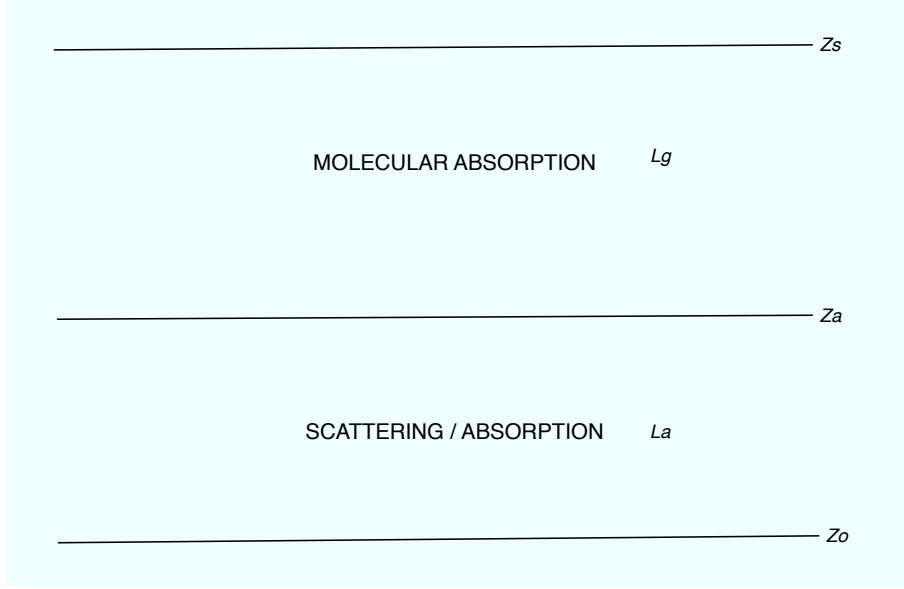 Zs
MOLECULAR ABSORPTION Lg
Za
SCATTERING / ABSORPTION La
Zo